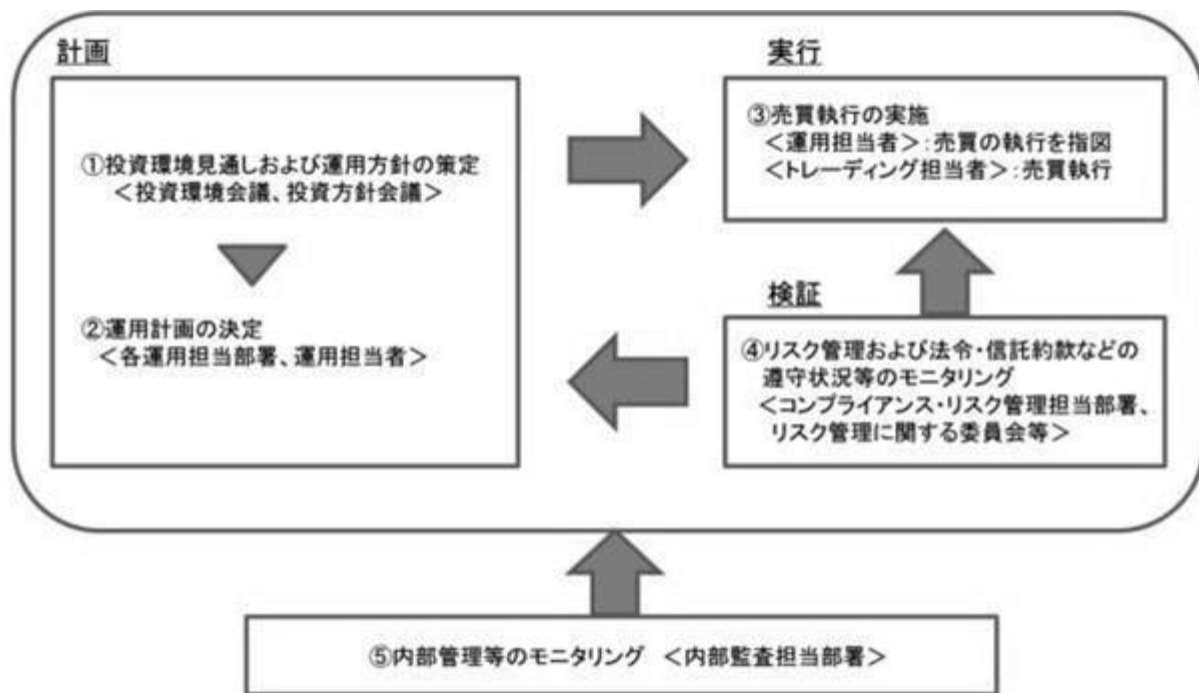 計画
①投資環境見通しおよび運用方針の策定
＜投資環境会議、投資方針会議＞
②運用計画の決定
＜各運用担当部署、運用担当者＞
実行
③売買執行の実施
＜運用担当者＞：売買の執行を指図
＜トレーディング担当者＞：売買執行
検証
④リスク管理および法令・信託約款などの
遵守状況等のモニタリング
＜コンプライアンス・リスク管理担当部署、
リスク管理に関する委員会等＞
⑤内部管理等のモニタリング ＜内部監査担当部署＞